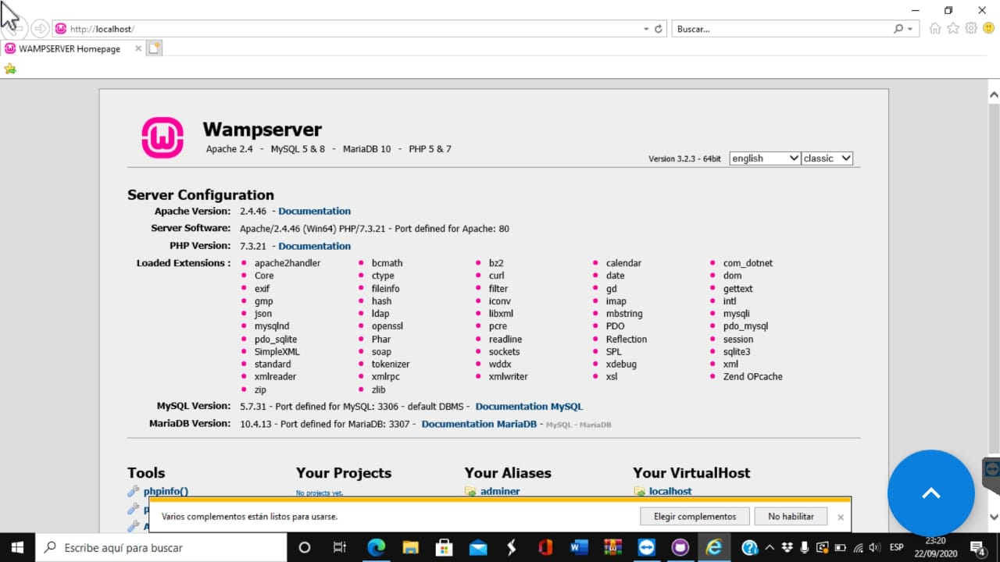 http://localhost/
Buscar...
WAMPSERVER Homepage
Wampserver
Apache 2.4 - MySQL 5 & 8 - MariaDB 10 - PHP 5 & 7
Version 3.2.3 - 64bit english classic
Server Configuration
Apache Version: 2.4.46 - Documentation
Server Software: Apache/2.4.46 (Win64) PHP/7.3.21 - Port defined for Apache: 80
PHP Version: 7.3.21 - Documentation
Loaded Extensions : apache2handler bcmath bz2 calendar com_dotnet
Core ctype curl date dom
exif fileinfo filter gd gettext
gmp hash iconv imap intl
json ldap libxml mbstring mysqli
mysqlnd openssl pcre PDO pdo_mysql
pdo_sqlite Phar readline Reflection session
SimpleXML soap sockets SPL sqlite3
standard tokenizer wddx xdebug xml
xmlreader xmlrpc xmlwriter xsl Zend OPcache
zip zlib
MySQL Version: 5.7.31 - Port defined for MySQL: 3306 - default DBMS - Documentation MySQL
MariaDB Version: 10.4.13 - Port defined for MariaDB: 3307 - Documentation MariaDB - MySQL - MariaDB
Tools Your Projects Your Aliases Your VirtualHost
phpinfo() No projects yet. adminer localhost
Varios complementos están listos para usarse. Elegir complementos No habilitar
Escribe aquí para buscar
ESP
23:20
22/09/2020
4